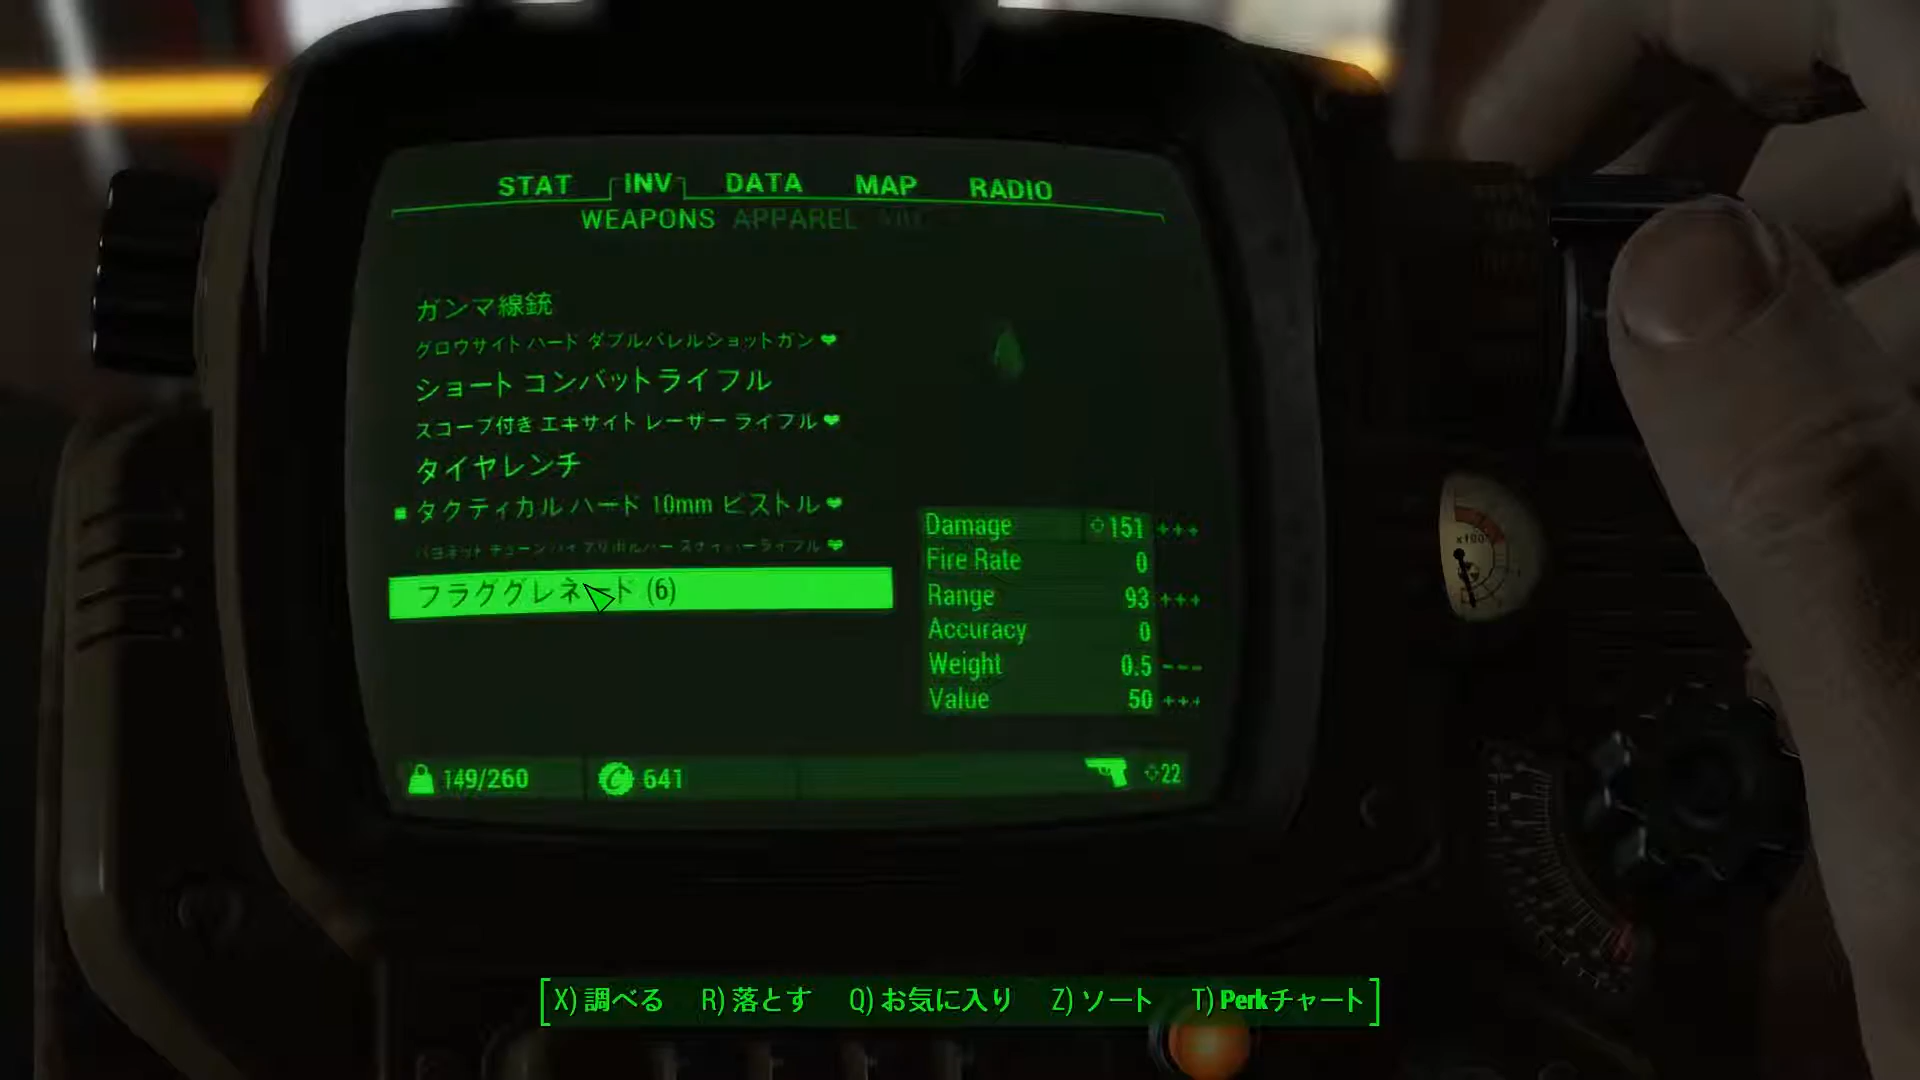 STAT INV DATA MAP RADIO
WEAPONS APPAREL
ガンマ線銃
グロウサイト ハード ダブルバレルショットガン
ショート コンバットライフル
スコープ付き エキサイト レーザー ライフル
タイヤレンチ
タクティカル ハード 10mm ピストル
フラググレネード (6)
Damage 151 +++
Fire Rate 0
Range 93 +++
Accuracy 0
Weight 0.5 ---
Value 50 +++
149/260 641 22
X) 調べる R) 落とす Q) お気に入り Z) ソート T) Perkチャート